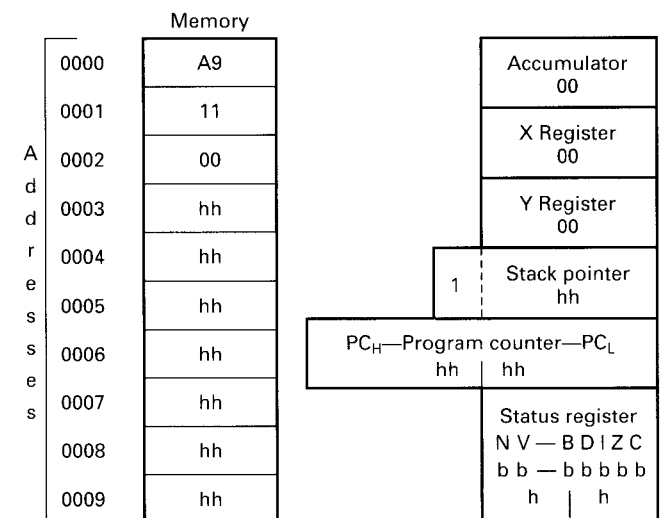 Memory
0000 A9
0001 11
0002 00
0003 hh
0004 hh
0005 hh
0006 hh
0007 hh
0008 hh
0009 hh
Addresses
Accumulator
00
X Register
00
Y Register
00
1 Stack pointer
hh
PCH—Program counter—PCL
hh hh
Status register
N V — B D I Z C
b b — b b b b b
h h